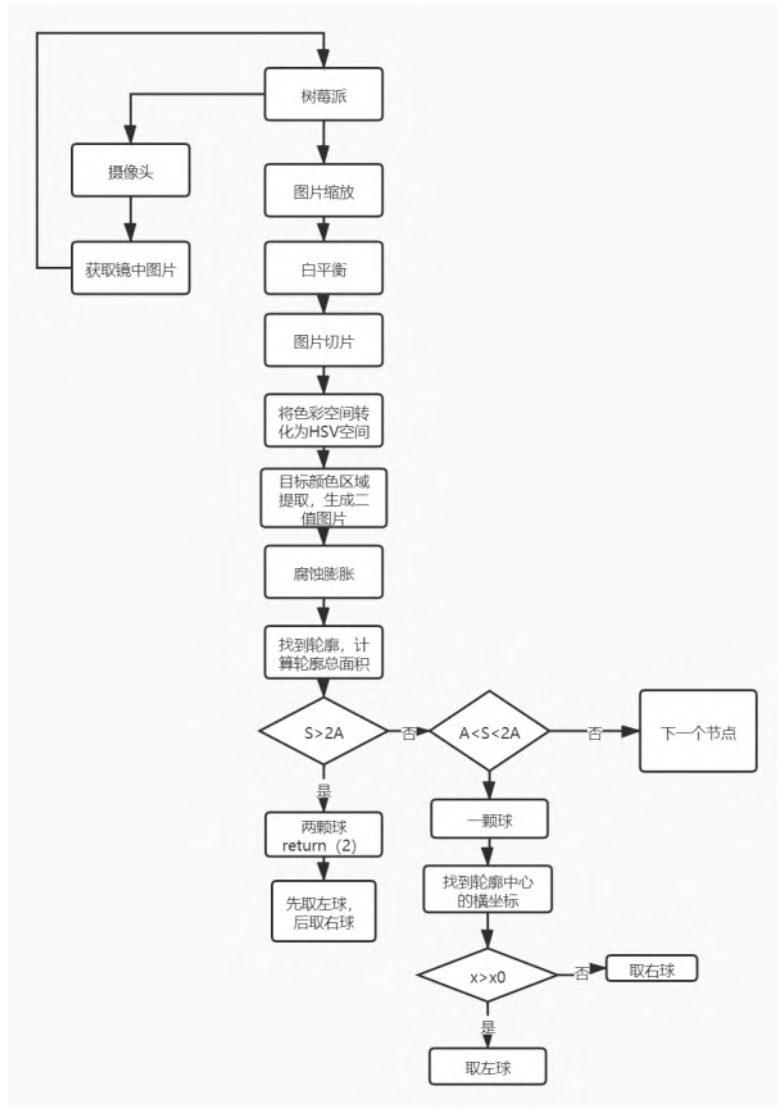 树莓派
摄像头
图片缩放
获取镜中图片
白平衡
图片切片
将色彩空间转
化为HSV空间
目标颜色区域
提取，生成二
值图片
腐蚀膨胀
找到轮廓，计
算轮廓总面积
S>2A
否
A<S<2A
否
下一个节点
是
两颗球
return（2）
一颗球
先取左球，
后取右球
找到轮廓中心
的横坐标
x>x0
否
取右球
是
取左球